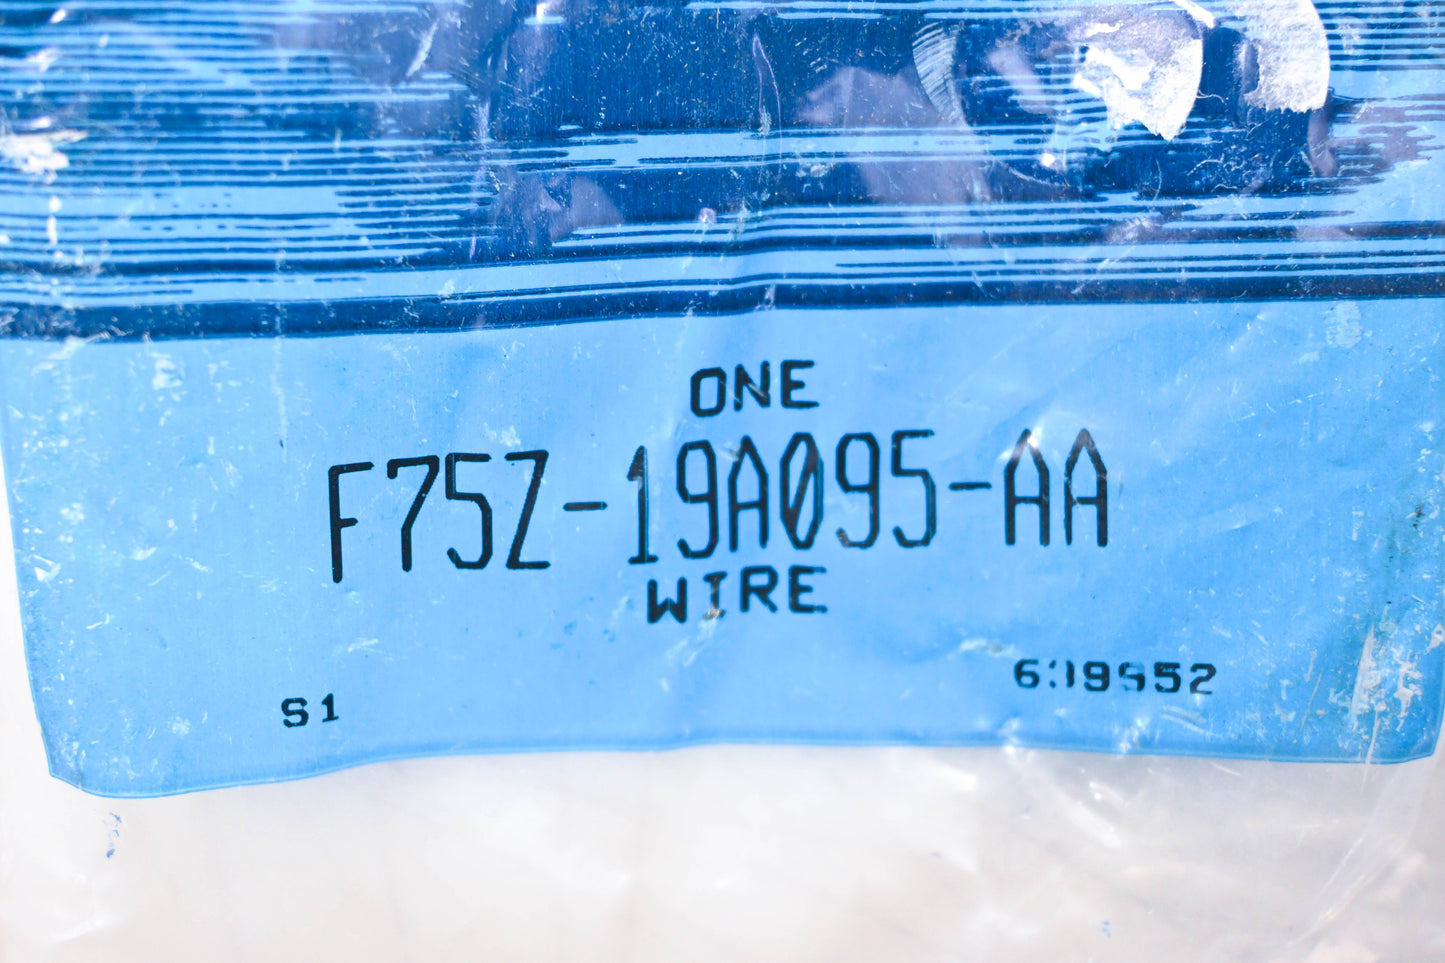 ONE
F75Z-19A095-AA
WIRE
S1